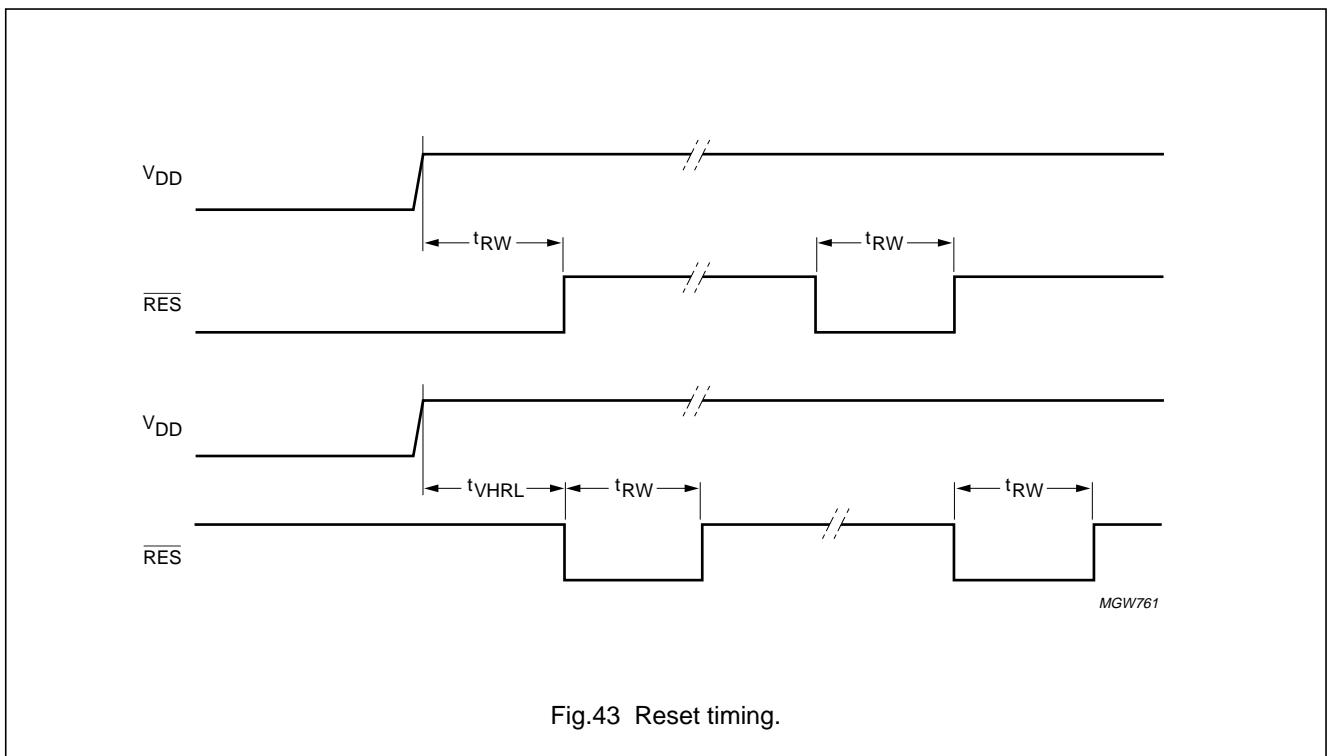 VDD
tRW tRW
RES
VDD
tVHRL tRW tRW
RES
MGW761
Fig.43 Reset timing.